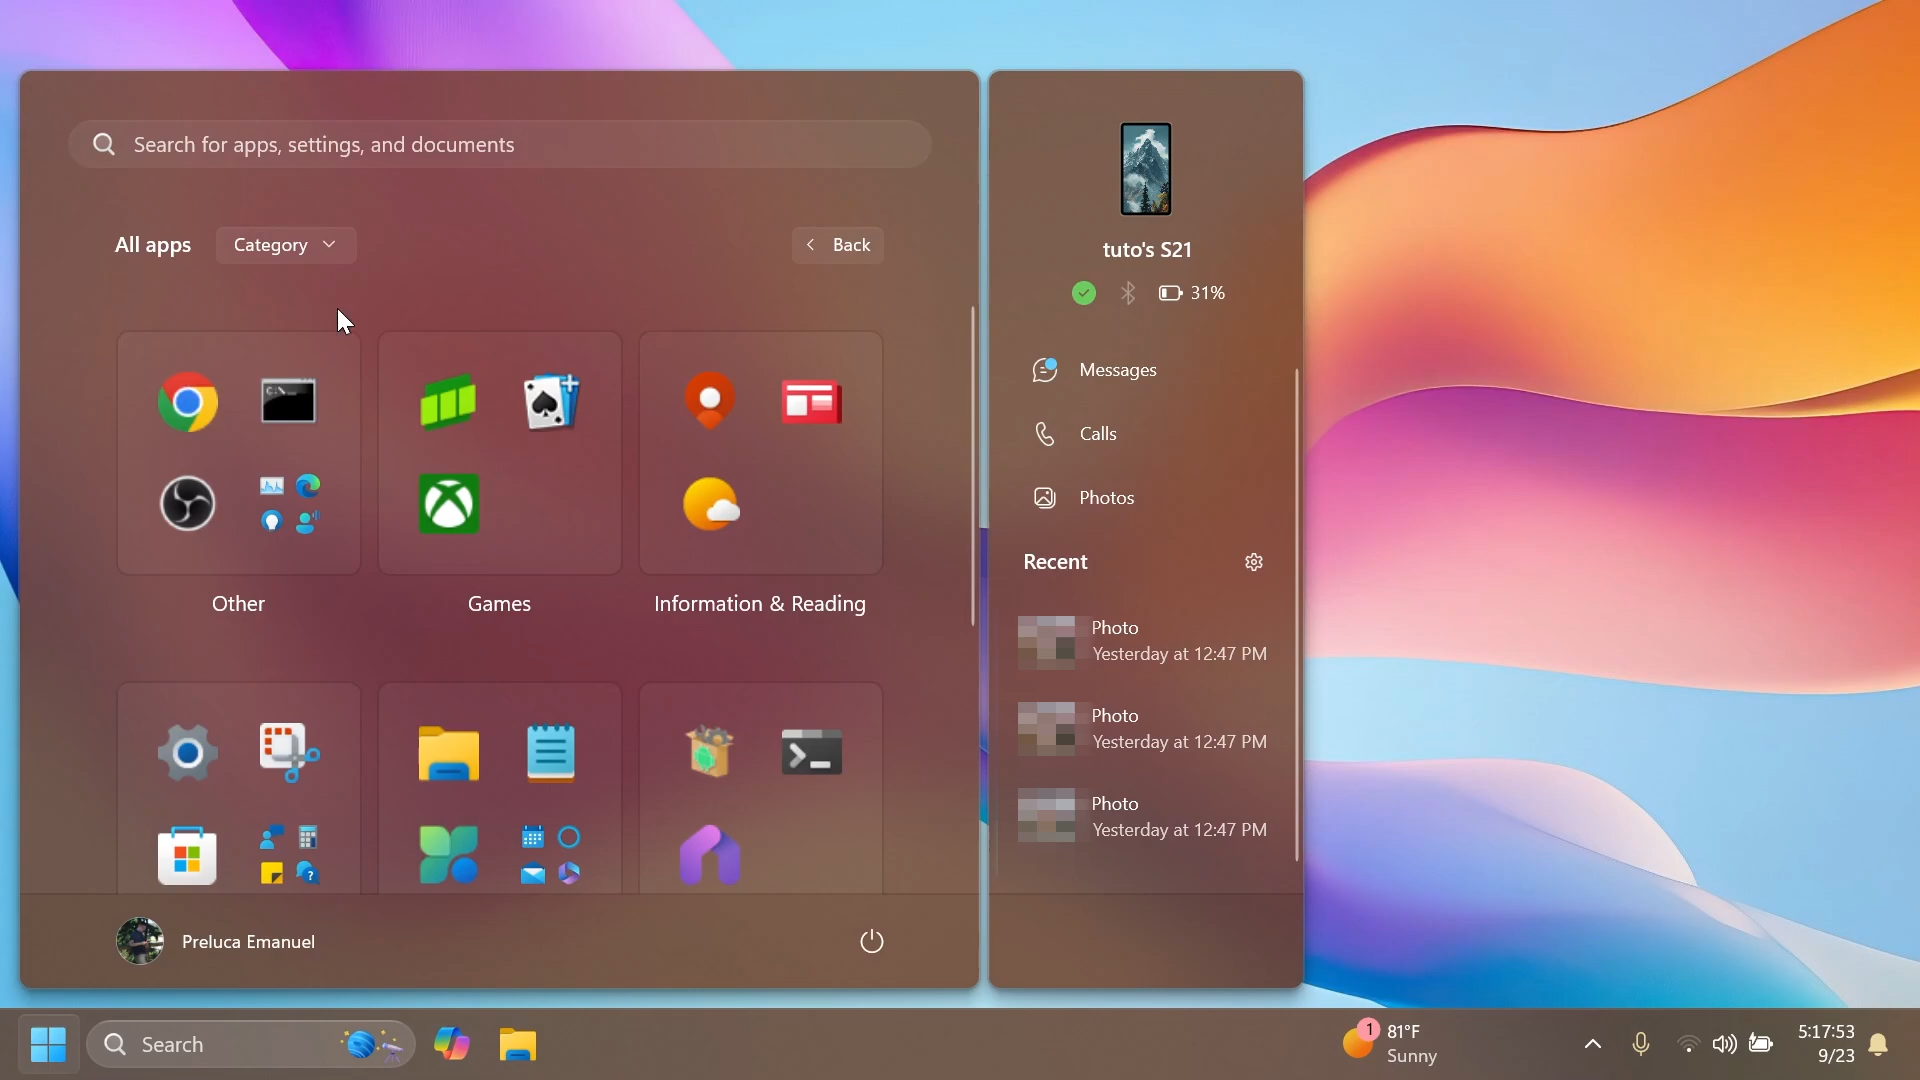 Search for apps, settings, and documents
All apps
Category
Back
Other
Games
Information & Reading
Preluca Emanuel
tuto's S21
31%
Messages
Calls
Photos
Recent
Photo
Yesterday at 12:47 PM
Photo
Yesterday at 12:47 PM
Photo
Yesterday at 12:47 PM
Search
1
81°F
Sunny
5:17:53
9/23